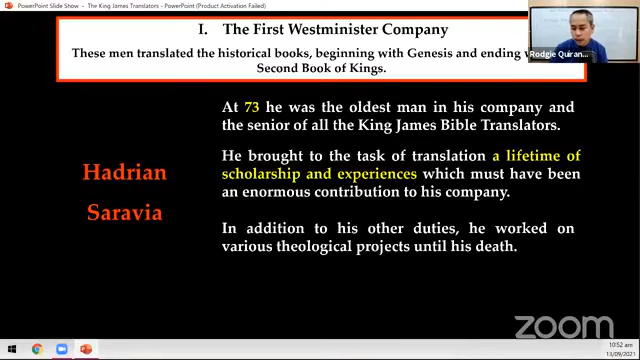 PowerPoint Slide Show - The King James Translators - PowerPoint (Product Activation Failed)
I. The First Westminister Company
These men translated the historical books, beginning with Genesis and ending
Second Book of Kings.
Rodgie Quiran...
At 73 he was the oldest man in his company and
the senior of all the King James Bible Translators.
Hadrian
Saravia
He brought to the task of translation a lifetime of
scholarship and experiences which must have been
an enormous contribution to his company.
In addition to his other duties, he worked on
various theological projects until his death.
zoom
10:52 am
13/09/2021